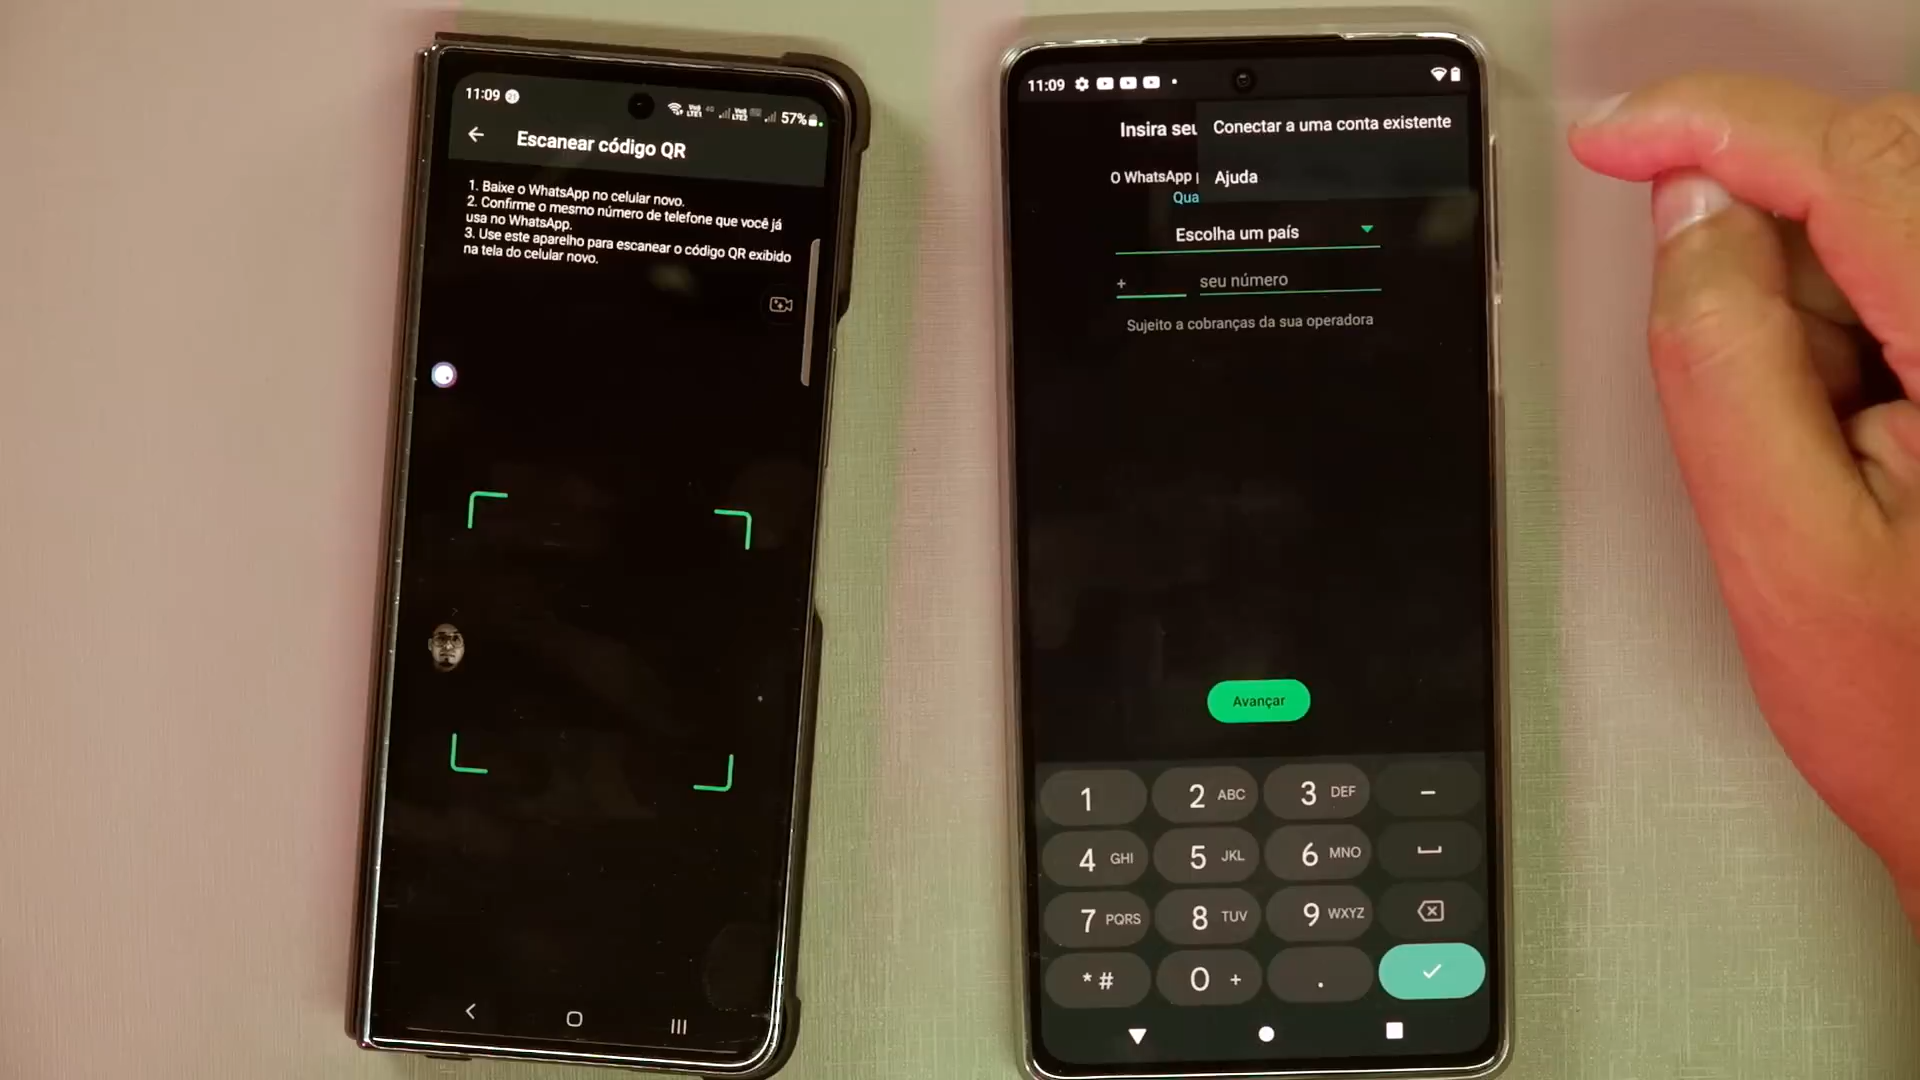 11:09
57%
Escanear código QR
1. Baixe o WhatsApp no celular novo.
2. Confirme o mesmo número de telefone que você já
usa no WhatsApp.
3. Use este aparelho para escanear o código QR exibido
na tela do celular novo.
11:09
Insira seu
Conectar a uma conta existente
O WhatsApp
Ajuda
Qua
Escolha um país
+ seu número
Sujeito a cobranças da sua operadora
Avançar
1 2 ABC 3 DEF -
4 GHI 5 JKL 6 MNO
7 PQRS 8 TUV 9 WXYZ
* # 0 + .